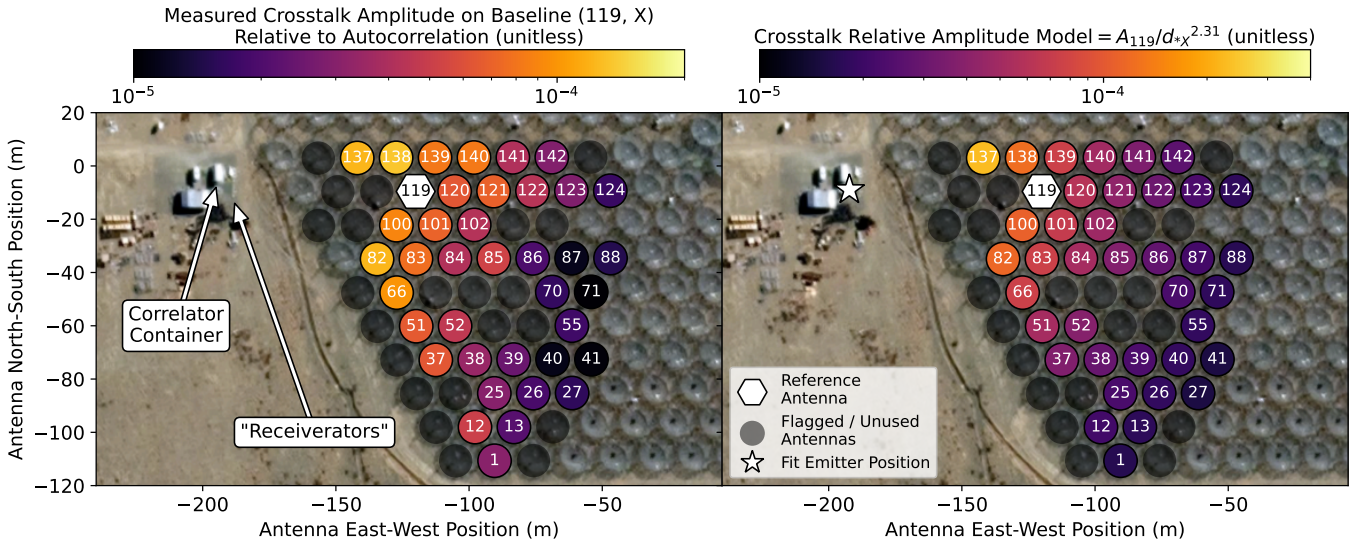 Measured Crosstalk Amplitude on Baseline (119, X)
Relative to Autocorrelation (unitless)
10⁻⁵ 10⁻⁴
Crosstalk Relative Amplitude Model = A₁₁₉/d*X^2.31 (unitless)
10⁻⁵ 10⁻⁴
Antenna North-South Position (m)
20
0
−20
−40
−60
−80
−100
−120
137 138 139 140 141 142
119 120 121 122 123 124
100 101 102
82 83 84 85 86 87 88
66 70 71
51 52 55
37 38 39 40 41
25 26 27
12 13
1
Correlator
Container
"Receiverators"
−200 −150 −100 −50
Antenna East-West Position (m)
137 138 139 140 141 142
119 120 121 122 123 124
100 101 102
82 83 84 85 86 87 88
66 70 71
51 52 55
37 38 39 40 41
25 26 27
12 13
1
Reference
Antenna
Flagged / Unused
Antennas
Fit Emitter Position
−200 −150 −100 −50
Antenna East-West Position (m)